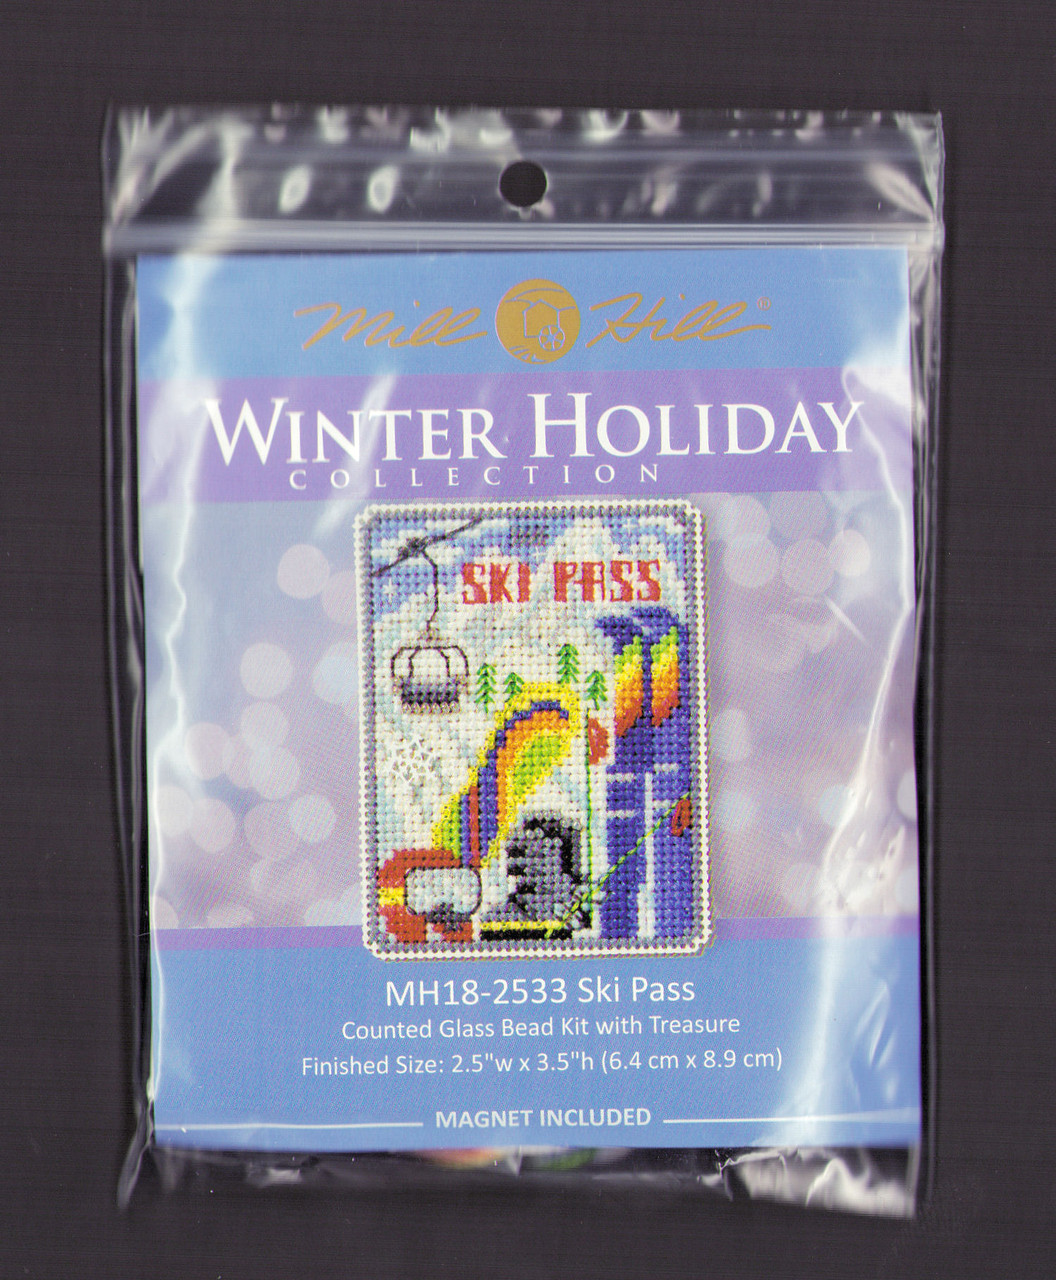 Mill Hill®
WINTER HOLIDAY
COLLECTION
SKI PASS
MH18-2533 Ski Pass
Counted Glass Bead Kit with Treasure
Finished Size: 2.5"w x 3.5"h (6.4 cm x 8.9 cm)
MAGNET INCLUDED